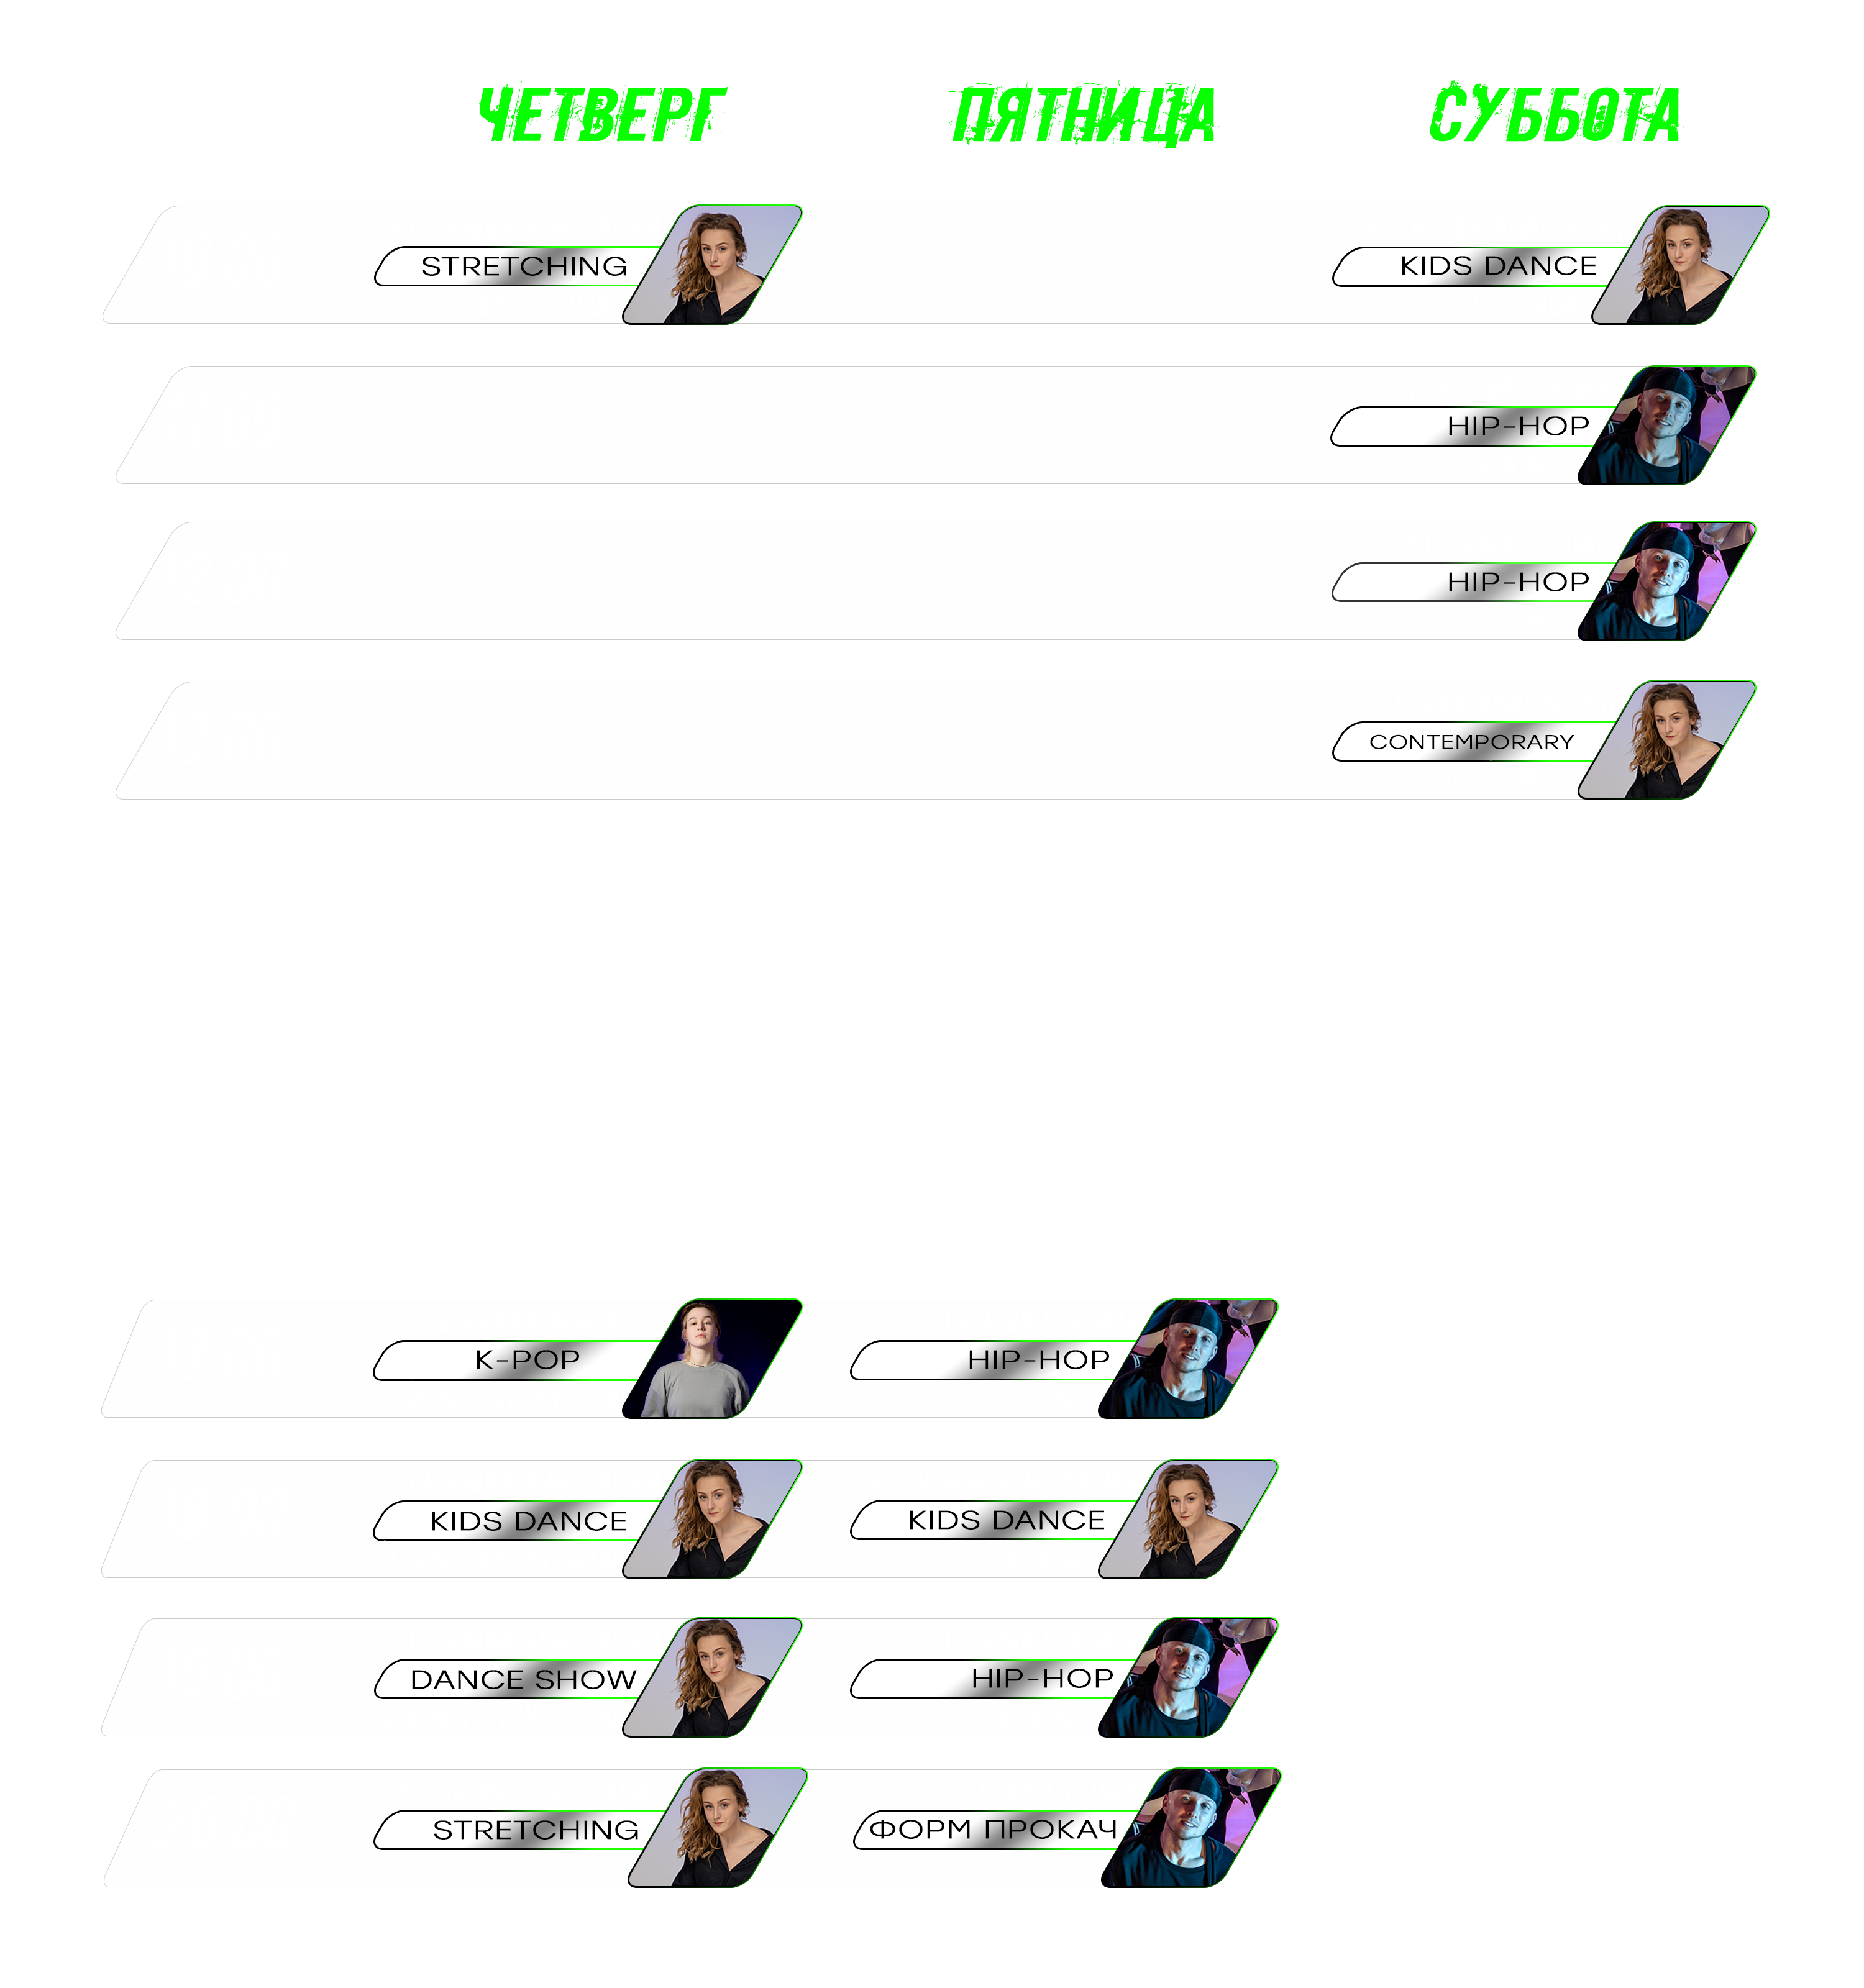 ЧЕТВЕРГ ПЯТНИЦА СУББОТА
STRETCHING KIDS DANCE
HIP-HOP
HIP-HOP
CONTEMPORARY
K-POP HIP-HOP
KIDS DANCE KIDS DANCE
DANCE SHOW HIP-HOP
STRETCHING ФОРМ ПРОКАЧ